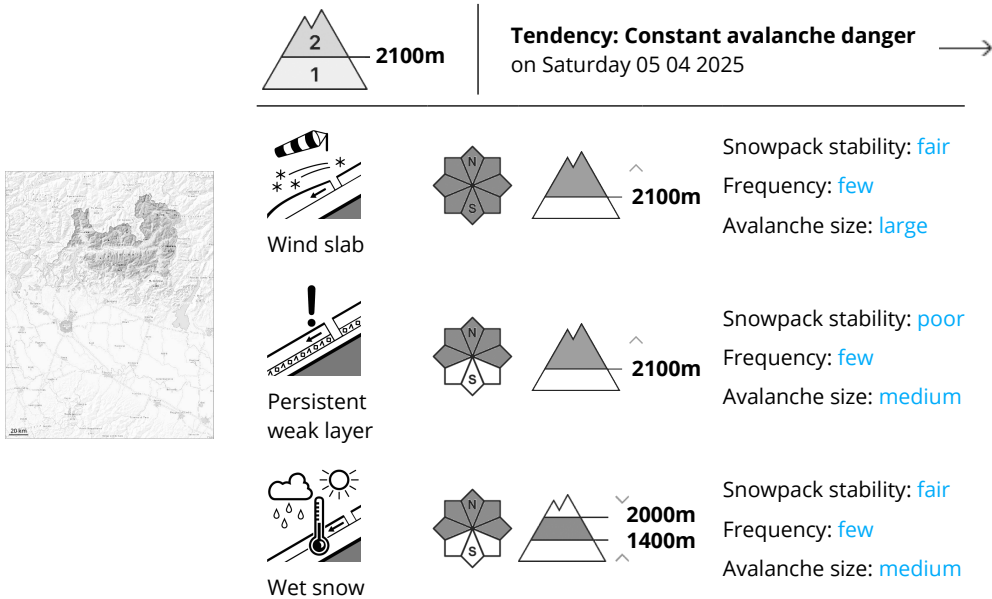 2
1
2100m
Tendency: Constant avalanche danger
on Saturday 05 04 2025
20 km
N
S
Wind slab
2100m
Snowpack stability: fair
Frequency: few
Avalanche size: large
N
S
Persistent
weak layer
2100m
Snowpack stability: poor
Frequency: few
Avalanche size: medium
N
S
Wet snow
2000m
1400m
Snowpack stability: fair
Frequency: few
Avalanche size: medium